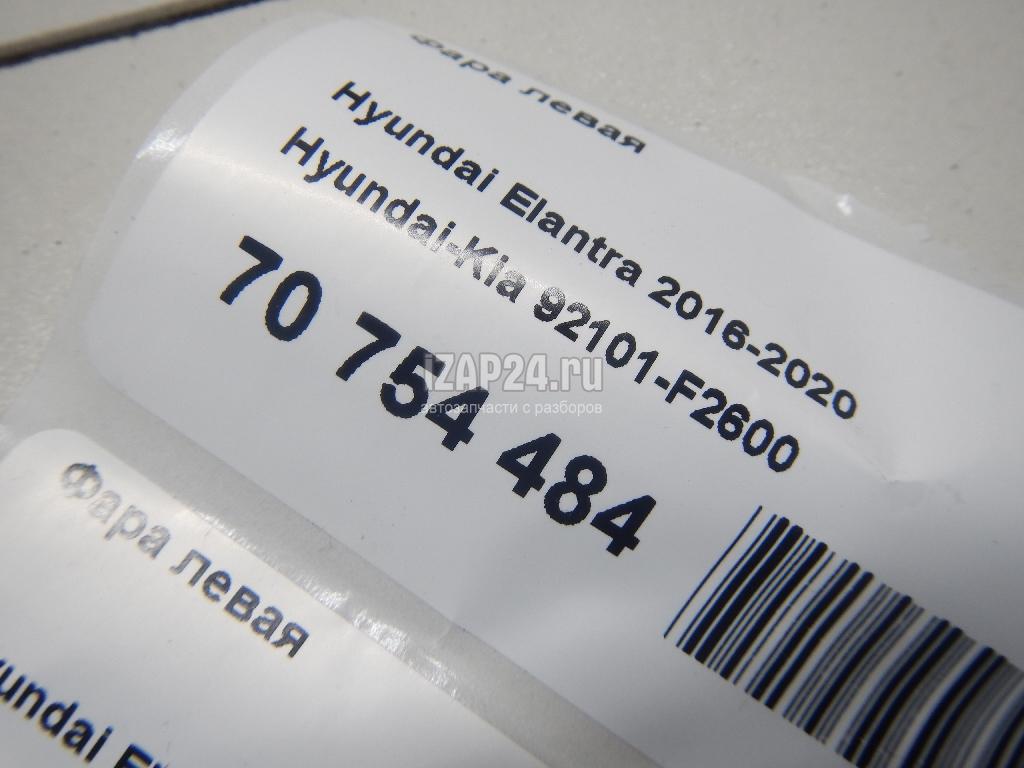 Фара левая
Hyundai Elantra 2016-2020
Hyundai-Kia 92101-F2600
70 754 484
iZAP24.ru
автозапчасти с разборов
Фара левая